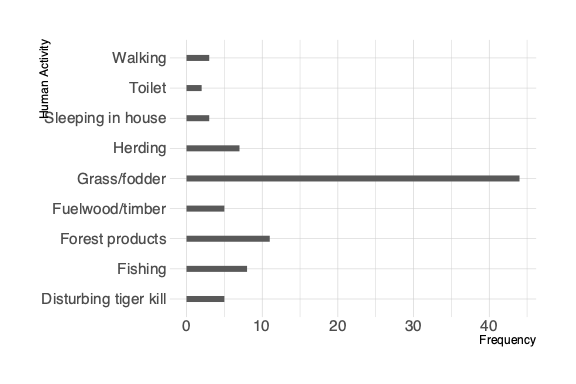 Human Activity
Walking
Toilet
Sleeping in house
Herding
Grass/fodder
Fuelwood/timber
Forest products
Fishing
Disturbing tiger kill
0 10 20 30 40
Frequency